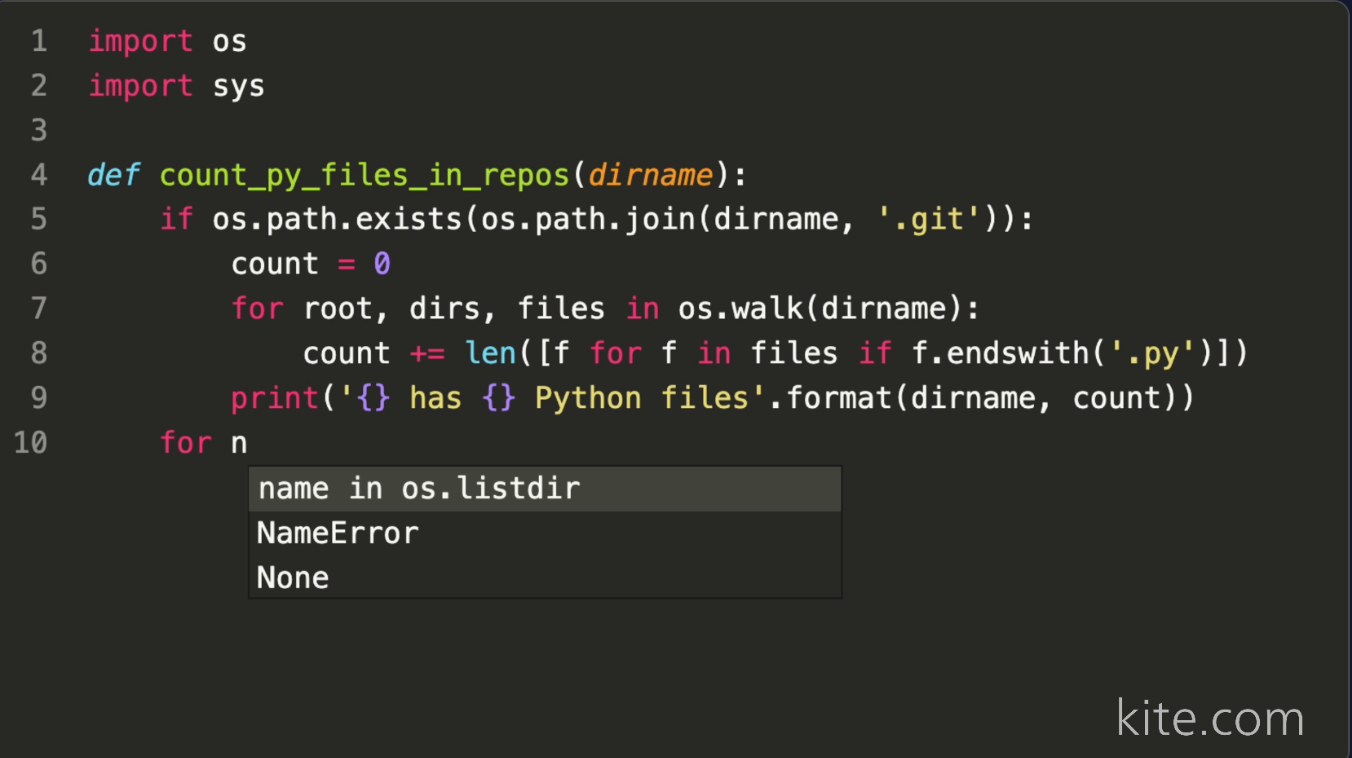 1 import os
2 import sys
3
4 def count_py_files_in_repos(dirname):
5     if os.path.exists(os.path.join(dirname, '.git')):
6         count = 0
7         for root, dirs, files in os.walk(dirname):
8             count += len([f for f in files if f.endswith('.py')])
9         print('{} has {} Python files'.format(dirname, count))
10     for n
name in os.listdir
NameError
None
kite.com